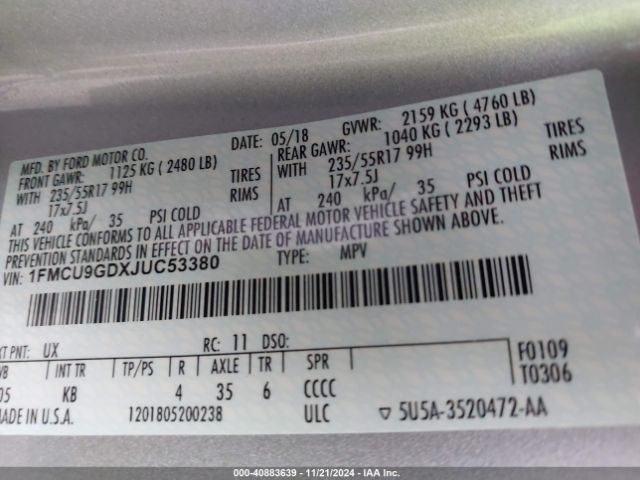 MFD. BY FORD MOTOR CO. DATE: 05/18 GVWR: 2159 KG ( 4760 LB)
FRONT GAWR: 1125 KG ( 2480 LB) REAR GAWR: 1040 KG ( 2293 LB)
WITH 235/55R17 99H TIRES WITH 235/55R17 99H TIRES
17x7.5J RIMS 17x7.5J RIMS
AT 240 kPa/ 35 PSI COLD AT 240 kPa/ 35 PSI COLD
THIS VEHICLE CONFORMS TO ALL APPLICABLE FEDERAL MOTOR VEHICLE SAFETY AND THEFT
PREVENTION STANDARDS IN EFFECT ON THE DATE OF MANUFACTURE SHOWN ABOVE.
VIN: 1FMCU9GDXJUC53380 TYPE: MPV
XT PNT: UX RC: 11 DSO:
WB INT TR TP/PS R AXLE TR SPR F0109
05 KB 4 35 6 CCCC T0306
MADE IN U.S.A. 1201805200238 ULC ▽ 5U5A-3520472-AA
000-40883639 - 11/21/2024 - IAA Inc.